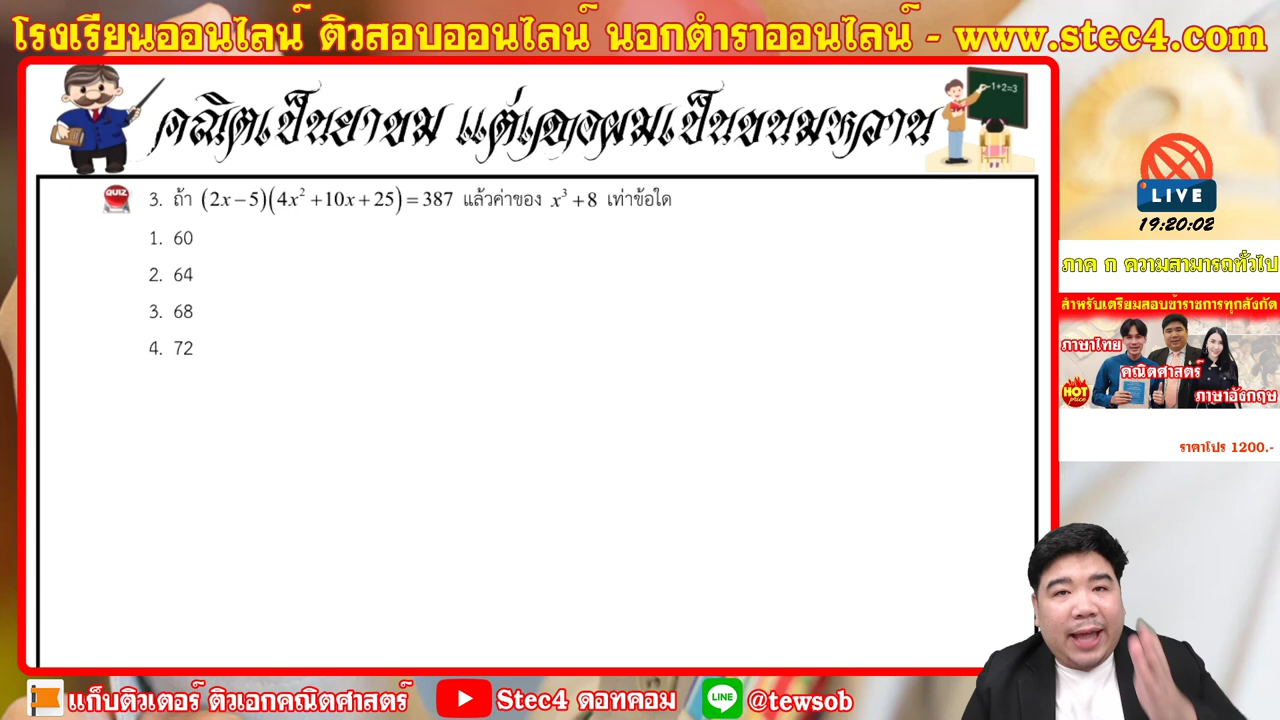 โรงเรียนออนไลน์ ติวสอบออนไลน์ นอกตำราออนไลน์ - www.stec4.com
คณิตเป็นยาขม แต่เธอผมเป็นขนมหวาน
-1+2=3
QUIZ 3. ถ้า (2x−5)(4x²+10x+25)=387 แล้วค่าของ x³+8 เท่าข้อใด
1. 60
2. 64
3. 68
4. 72
LIVE
19:20:02
ภาค ก ความสามารถทั่วไป
สำหรับเตรียมสอบข้าราชการทุกสังกัด
ภาษาไทย
คณิตศาสตร์
HOT price
ภาษาอังกฤษ
ราคาโปร 1200.-
แก๊บติวเตอร์ ติวเอกคณิตศาสตร์ Stec4 ดอทคอม LINE @tewsob